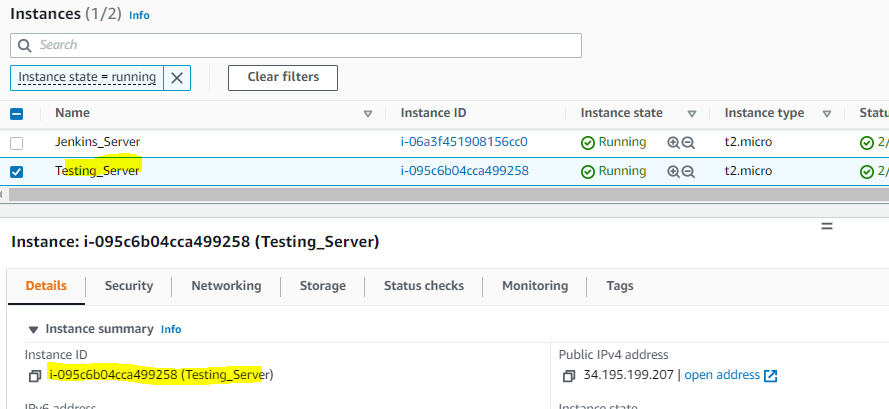 Instances (1/2) Info
Search
Instance state = running
Clear filters
Name Instance ID Instance state Instance type Statu
Jenkins_Server i-06a3f451908156cc0 Running t2.micro 2/
Testing_Server i-095c6b04cca499258 Running t2.micro 2/
Instance: i-095c6b04cca499258 (Testing_Server)
Details Security Networking Storage Status checks Monitoring Tags
Instance summary Info
Instance ID Public IPv4 address
i-095c6b04cca499258 (Testing_Server) 34.195.199.207 | open address
IPv6 address Instance state